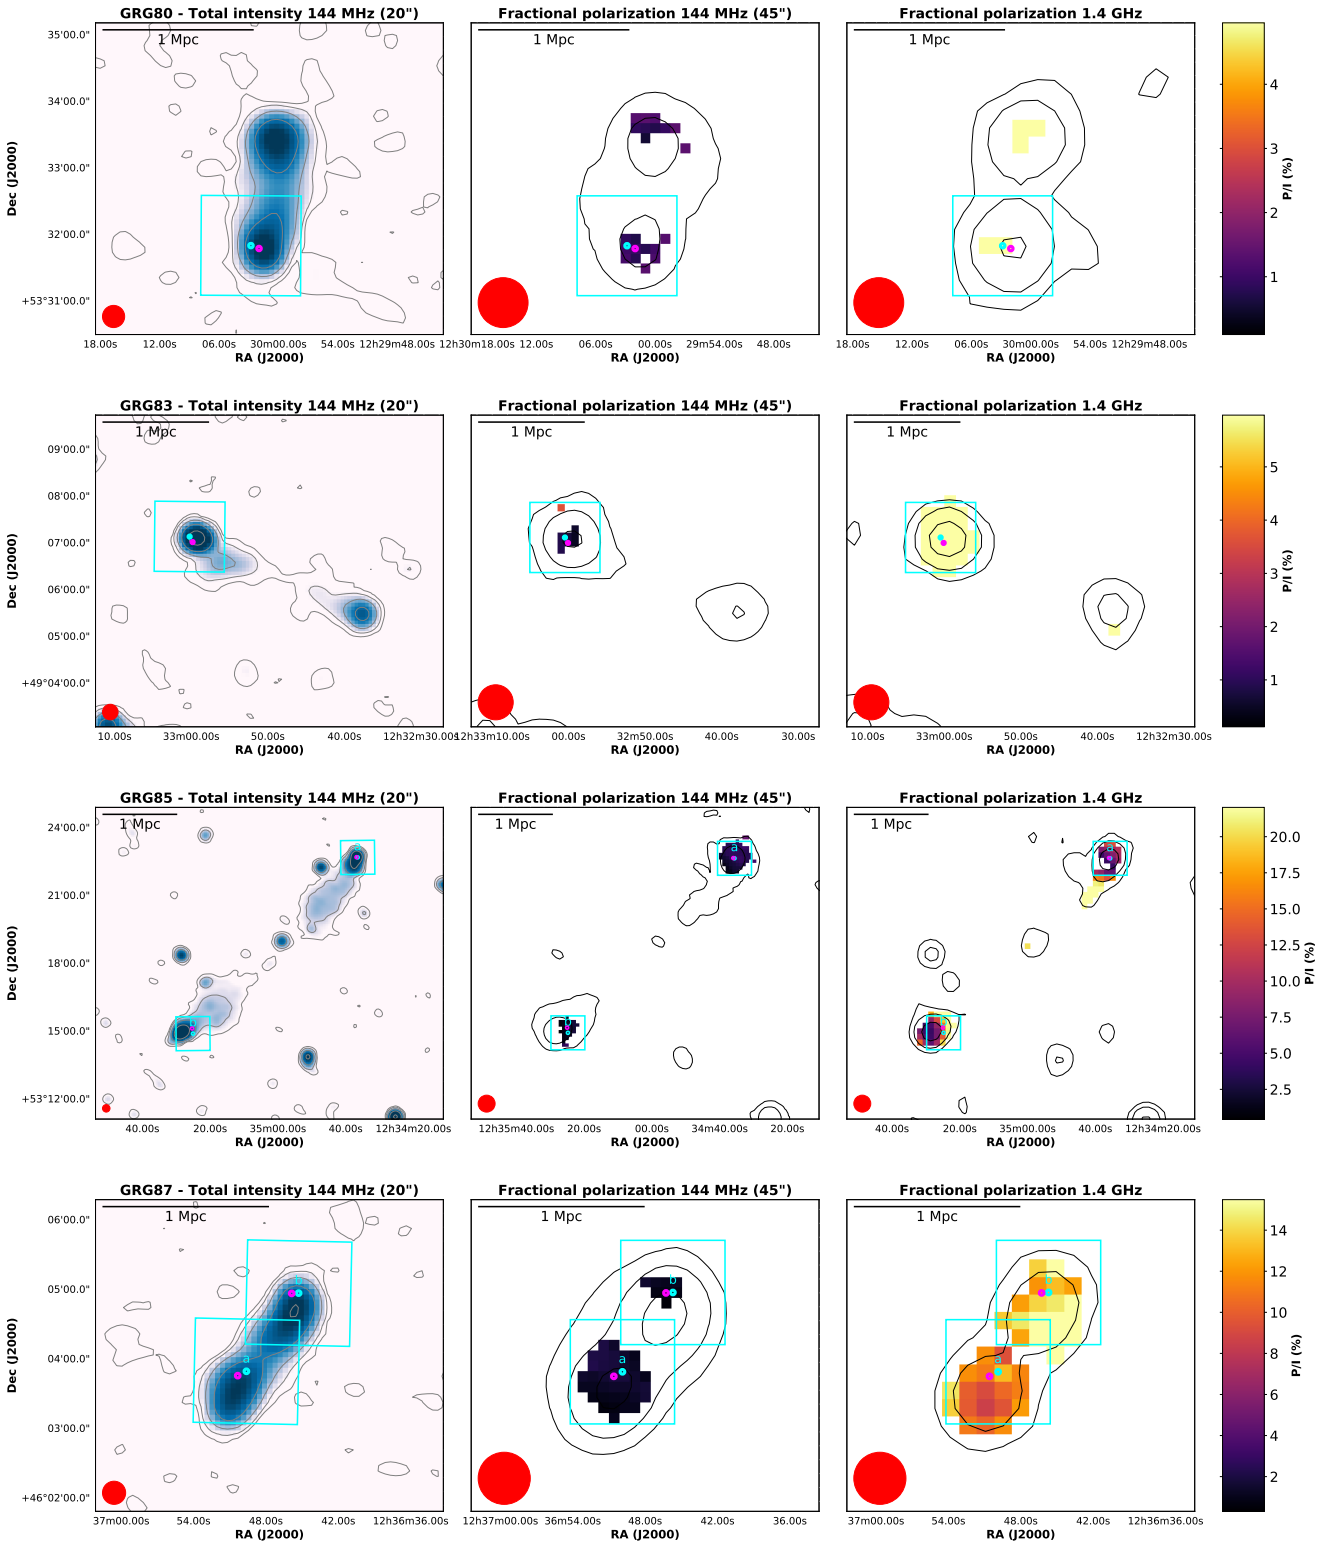 GRG80 - Total intensity 144 MHz (20") Fractional polarization 144 MHz (45") Fractional polarization 1.4 GHz
1 Mpc 1 Mpc 1 Mpc
35'00.0"
34'00.0"
33'00.0"
32'00.0"
+53°31'00.0"
Dec (J2000)
4
3
2
1
P/I (%)
18.00s 12.00s 06.00s 30m00.00s 54.00s 12h29m48.00s 12h30m18.00s 12.00s 06.00s 00.00s 29m54.00s 48.00s 18.00s 12.00s 06.00s 30m00.00s 54.00s 12h29m48.00s
RA (J2000) RA (J2000) RA (J2000)
GRG83 - Total intensity 144 MHz (20") Fractional polarization 144 MHz (45") Fractional polarization 1.4 GHz
1 Mpc 1 Mpc 1 Mpc
09'00.0"
08'00.0"
07'00.0"
06'00.0"
05'00.0"
+49°04'00.0"
Dec (J2000)
5
4
3
2
1
P/I (%)
10.00s 33m00.00s 50.00s 40.00s 12h32m30.00s 12h33m10.00s 00.00s 32m50.00s 40.00s 30.00s 10.00s 33m00.00s 50.00s 40.00s 12h32m30.00s
RA (J2000) RA (J2000) RA (J2000)
GRG85 - Total intensity 144 MHz (20") Fractional polarization 144 MHz (45") Fractional polarization 1.4 GHz
1 Mpc 1 Mpc 1 Mpc
24'00.0"
21'00.0"
18'00.0"
15'00.0"
+53°12'00.0"
Dec (J2000)
a a
20.0
17.5
15.0
12.5
10.0
7.5
5.0
2.5
P/I (%)
40.00s 20.00s 35m00.00s 40.00s 12h34m20.00s 12h35m40.00s 20.00s 00.00s 34m40.00s 20.00s 40.00s 20.00s 35m00.00s 40.00s 12h34m20.00s
RA (J2000) RA (J2000) RA (J2000)
GRG87 - Total intensity 144 MHz (20") Fractional polarization 144 MHz (45") Fractional polarization 1.4 GHz
1 Mpc 1 Mpc 1 Mpc
06'00.0"
05'00.0"
04'00.0"
03'00.0"
+46°02'00.0"
Dec (J2000)
b b
a a a
14
12
10
8
6
4
2
P/I (%)
37m00.00s 54.00s 48.00s 42.00s 12h36m36.00s 12h37m00.00s 36m54.00s 48.00s 42.00s 36.00s 37m00.00s 54.00s 48.00s 42.00s 12h36m36.00s
RA (J2000) RA (J2000) RA (J2000)